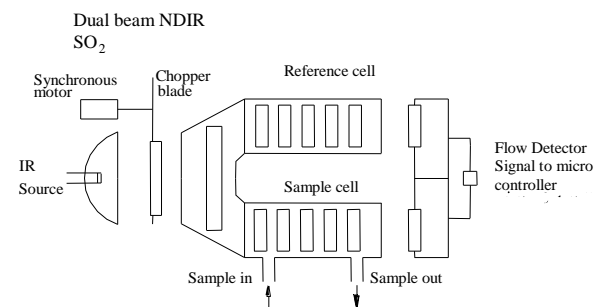 Dual beam NDIR
SO2
Synchronous
motor
Chopper
blade
Reference cell
IR
Source
Sample cell
Flow Detector
Signal to micro
controller
Sample in
Sample out